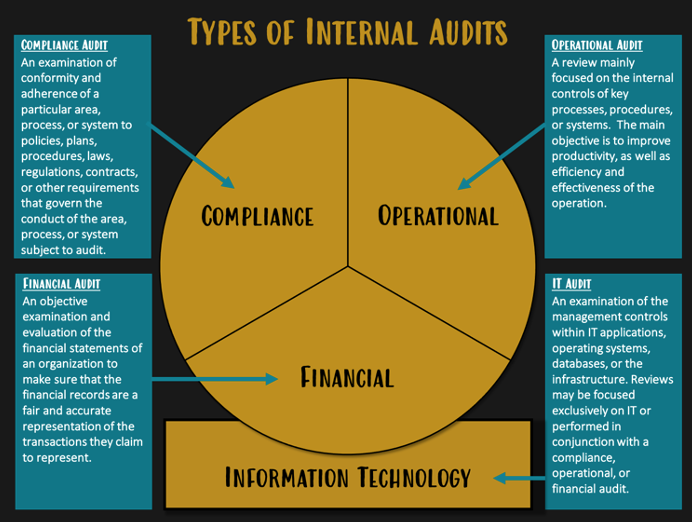 TYPES OF INTERNAL AUDITS
COMPLIANCE AUDIT
An examination of
conformity and
adherence of a
particular area,
process, or system to
policies, plans,
procedures, laws,
regulations, contracts,
or other requirements
that govern the
conduct of the area,
process, or system
subject to audit.
OPERATIONAL AUDIT
A review mainly
focused on the internal
controls of key
processes, procedures,
or systems.  The main
objective is to improve
productivity, as well as
efficiency and
effectiveness of the
operation.
COMPLIANCE
OPERATIONAL
FINANCIAL AUDIT
An objective
examination and
evaluation of the
financial statements of
an organization to
make sure that the
financial records are a
fair and accurate
representation of the
transactions they claim
to represent.
FINANCIAL
IT AUDIT
An examination of the
management controls
within IT applications,
operating systems,
databases, or the
infrastructure. Reviews
may be focused
exclusively on IT or
performed in
conjunction with a
compliance,
operational, or
financial audit.
INFORMATION TECHNOLOGY